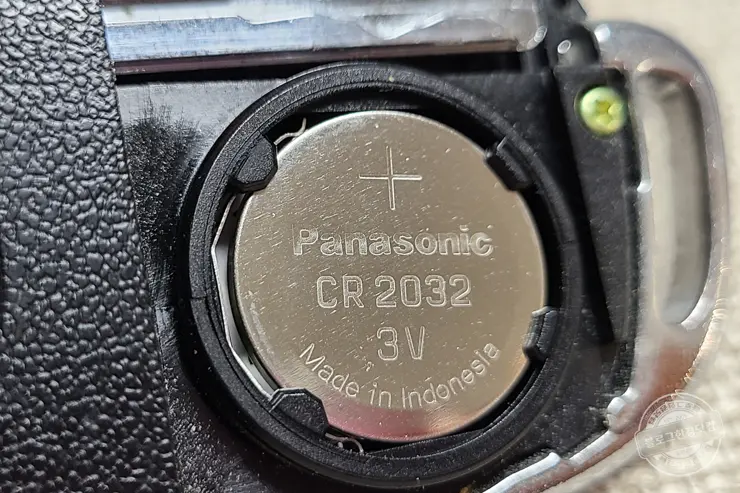 +
Panasonic
CR 2032
3V
Made in Indonesia